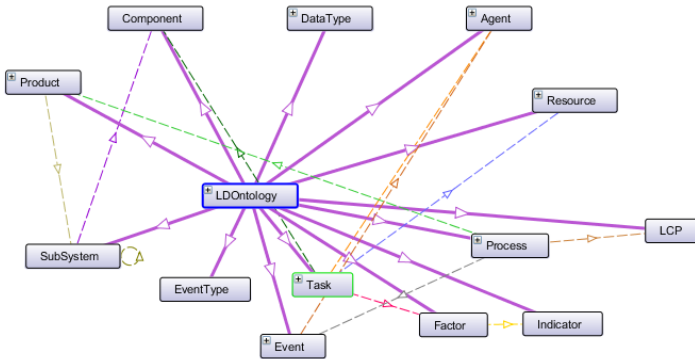 Component
DataType
Agent
Product
Resource
LDOntology
LCP
Process
SubSystem
EventType
Task
Factor
Indicator
Event